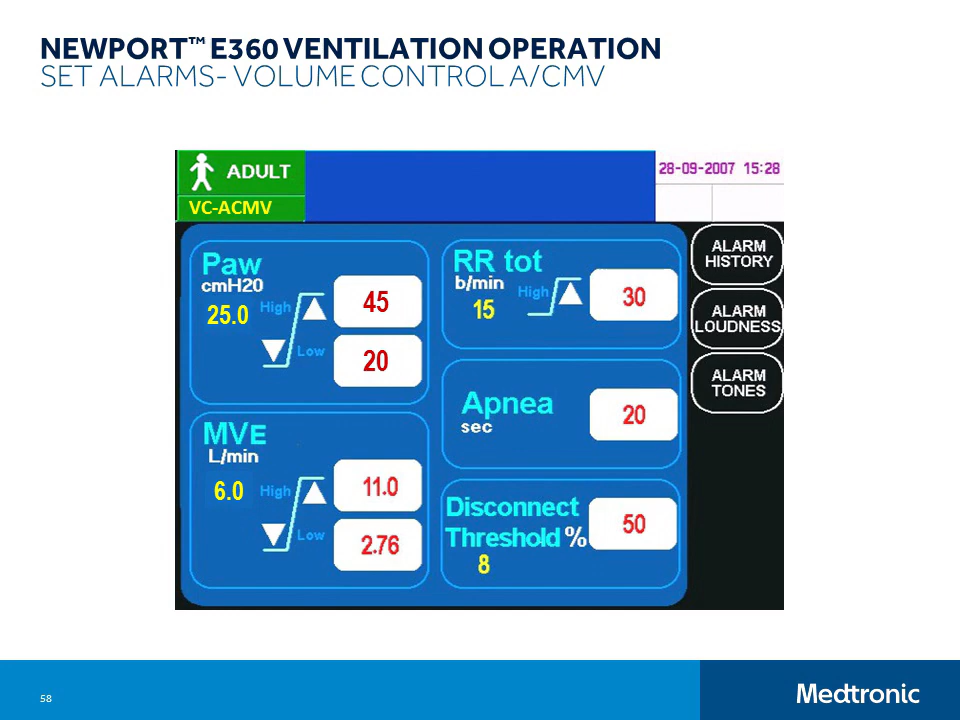 NEWPORT™ E360 VENTILATION OPERATION
SET ALARMS- VOLUME CONTROL A/CMV
ADULT
VC-ACMV
28-09-2007 15:28
Paw
cmH20
25.0
High
45
Low
20
RR tot
b/min
15
High
30
ALARM
HISTORY
ALARM
LOUDNESS
ALARM
TONES
Apnea
sec
20
MVE
L/min
6.0
High
11.0
Low
2.76
Disconnect
Threshold %
8
50
58
Medtronic